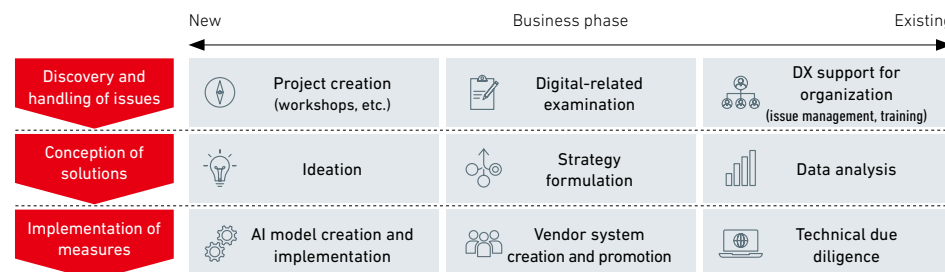 New Business phase Existing
Discovery and
handling of issues
Project creation
(workshops, etc.)
Digital-related
examination
DX support for
organization
(issue management, training)
Conception of
solutions
Ideation
Strategy
formulation
Data analysis
Implementation of
measures
AI model creation and
implementation
Vendor system
creation and promotion
Technical due
diligence